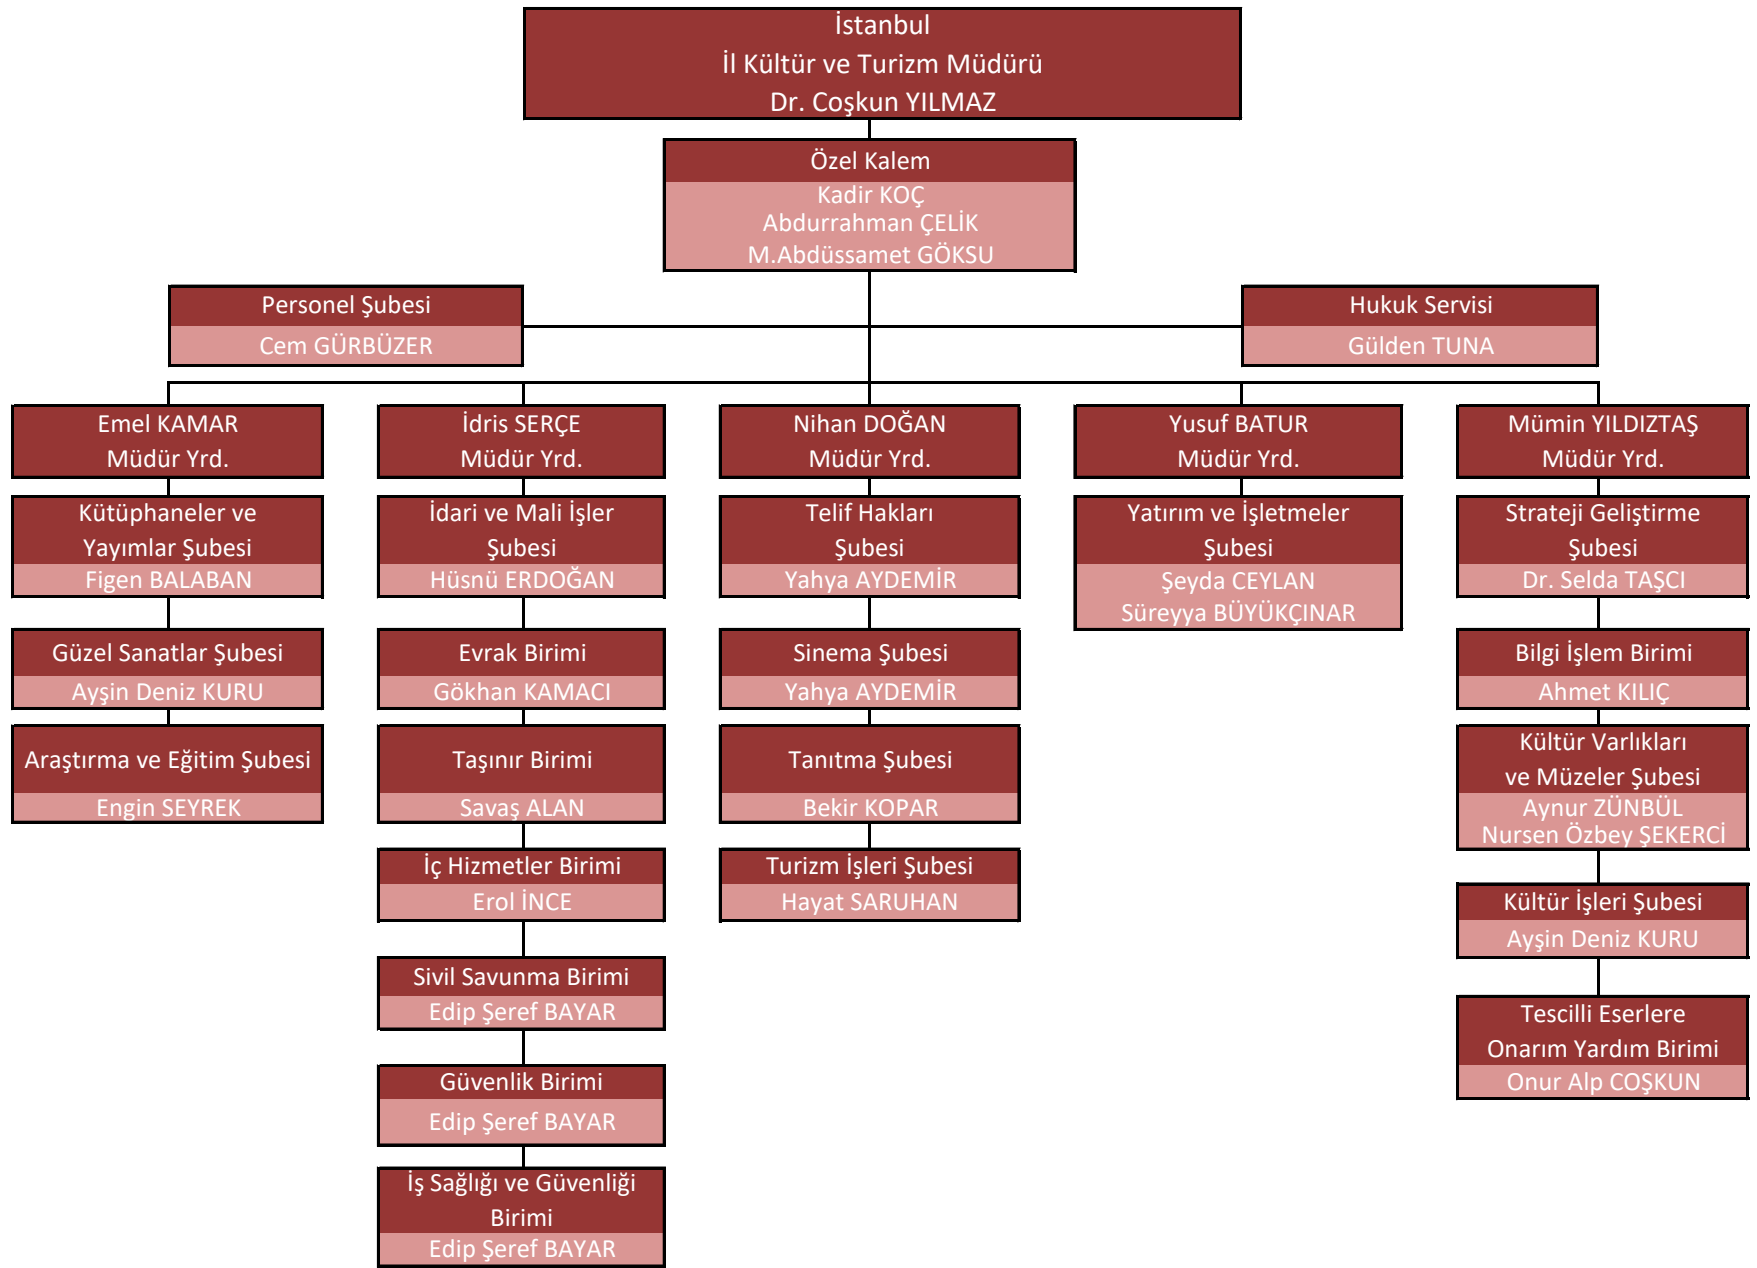 İstanbul
İl Kültür ve Turizm Müdürü
Dr. Coşkun YILMAZ
Özel Kalem
Kadir KOÇ
Abdurrahman ÇELİK
M.Abdüssamet GÖKSU
Personel Şubesi
Cem GÜRBÜZER
Hukuk Servisi
Gülden TUNA
Emel KAMAR
Müdür Yrd.
Kütüphaneler ve
Yayımlar Şubesi
Figen BALABAN
Güzel Sanatlar Şubesi
Ayşin Deniz KURU
Araştırma ve Eğitim Şubesi
Engin SEYREK
İdris SERÇE
Müdür Yrd.
İdari ve Mali İşler
Şubesi
Hüsnü ERDOĞAN
Evrak Birimi
Gökhan KAMACI
Taşınır Birimi
Savaş ALAN
İç Hizmetler Birimi
Erol İNCE
Sivil Savunma Birimi
Edip Şeref BAYAR
Güvenlik Birimi
Edip Şeref BAYAR
İş Sağlığı ve Güvenliği
Birimi
Edip Şeref BAYAR
Nihan DOĞAN
Müdür Yrd.
Telif Hakları
Şubesi
Yahya AYDEMİR
Sinema Şubesi
Yahya AYDEMİR
Tanıtma Şubesi
Bekir KOPAR
Turizm İşleri Şubesi
Hayat SARUHAN
Yusuf BATUR
Müdür Yrd.
Yatırım ve İşletmeler
Şubesi
Şeyda CEYLAN
Süreyya BÜYÜKÇINAR
Mümin YILDIZTAŞ
Müdür Yrd.
Strateji Geliştirme
Şubesi
Dr. Selda TAŞCI
Bilgi İşlem Birimi
Ahmet KILIÇ
Kültür Varlıkları
ve Müzeler Şubesi
Aynur ZÜNBÜL
Nursen Özbey ŞEKERCİ
Kültür İşleri Şubesi
Ayşin Deniz KURU
Tescilli Eserlere
Onarım Yardım Birimi
Onur Alp COŞKUN